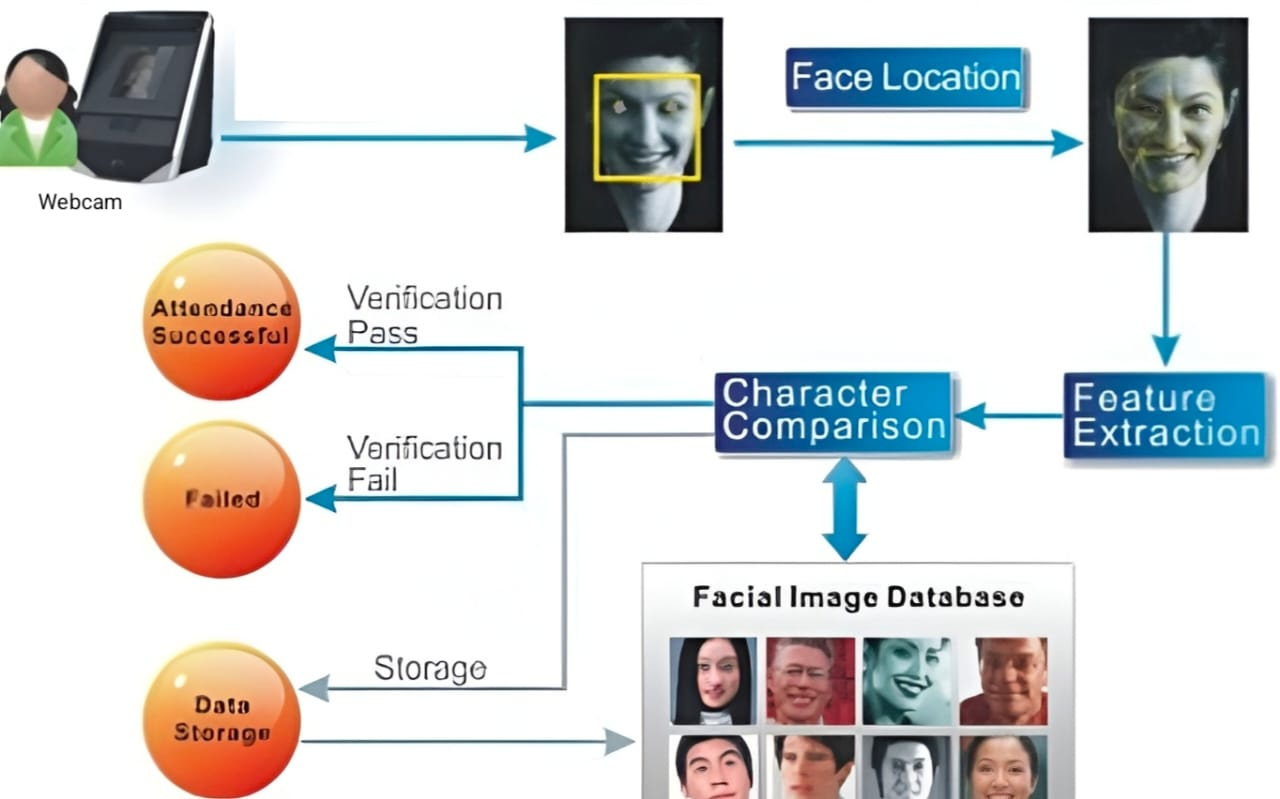 Face Location
Webcam
Attendance
Successful
Verification
Pass
Character
Comparison
Feature
Extraction
Verification
Fail
Failed
Facial Image Database
Storage
Data
Storage